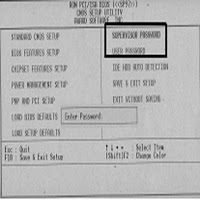 ROM PCI/ISA BIOS (<<SP97>>)
CMOS SETUP UTILITY
AWARD SOFTWARE, INC.
STANDARD CMOS SETUP
BIOS FEATURES SETUP
CHIPSET FEATURES SETUP
POWER MANAGEMENT SETUP
PNP AND PCI SETUP
LOAD BIOS DEFAULTS
LOAD SETUP DEFAULTS
SUPERVISOR PASSWORD
USER PASSWORD
IDE HDD AUTO DETECTION
SAVE & EXIT SETUP
EXIT WITHOUT SAVING
Enter Password:
Esc : Quit
F10 : Save & Exit Setup
↑ ↓ → ← : Select Item
(Shift)F2 : Change Color